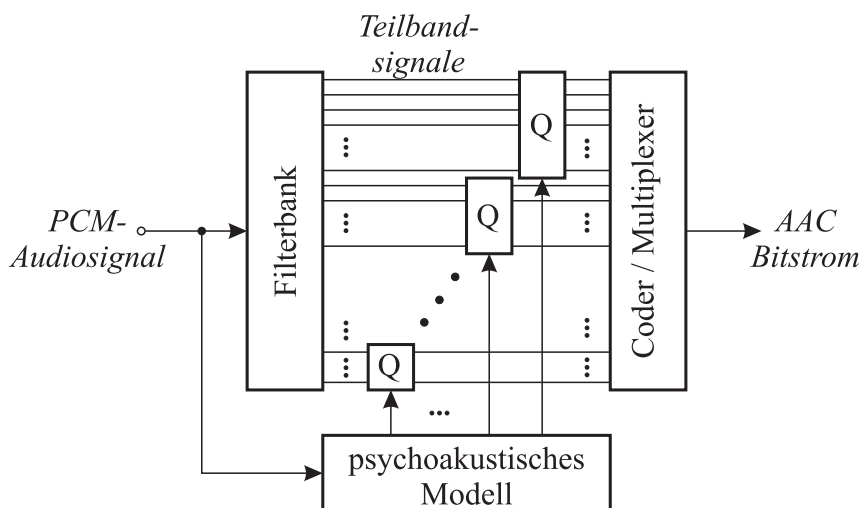 Teilband-
signale
PCM-
Audiosignal
Filterbank
Q
Q
Q
Coder / Multiplexer
AAC
Bitstrom
psychoakustisches
Modell